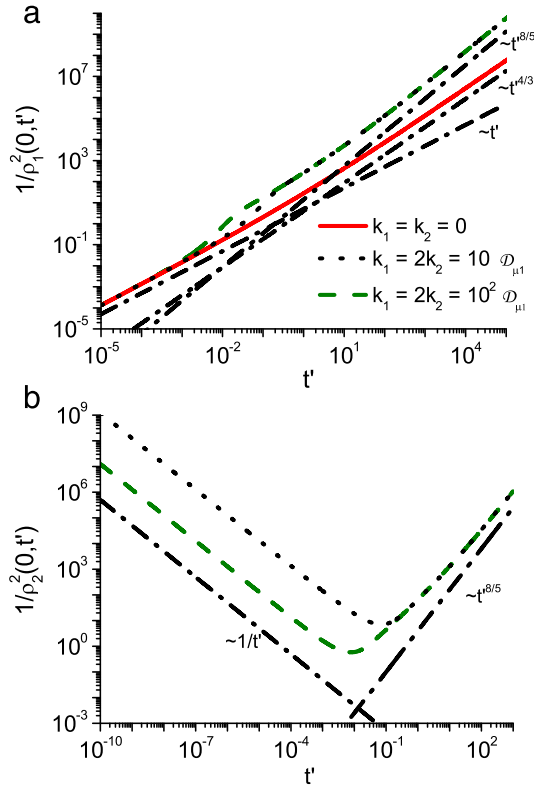 a
1/ρ₁²(0,t')
10⁷
10³
10⁻¹
10⁻⁵
~t'^8/5
~t'^4/3
~t'
k₁ = k₂ = 0
k₁ = 2k₂ = 10 𝒟μ1
k₁ = 2k₂ = 10² 𝒟μ1
10⁻⁵
10⁻²
10¹
10⁴
t'
b
1/ρ₂²(0,t')
10⁹
10⁶
10³
10⁰
10⁻³
~1/t'
~t'^8/5
10⁻¹⁰
10⁻⁷
10⁻⁴
10⁻¹
10²
t'